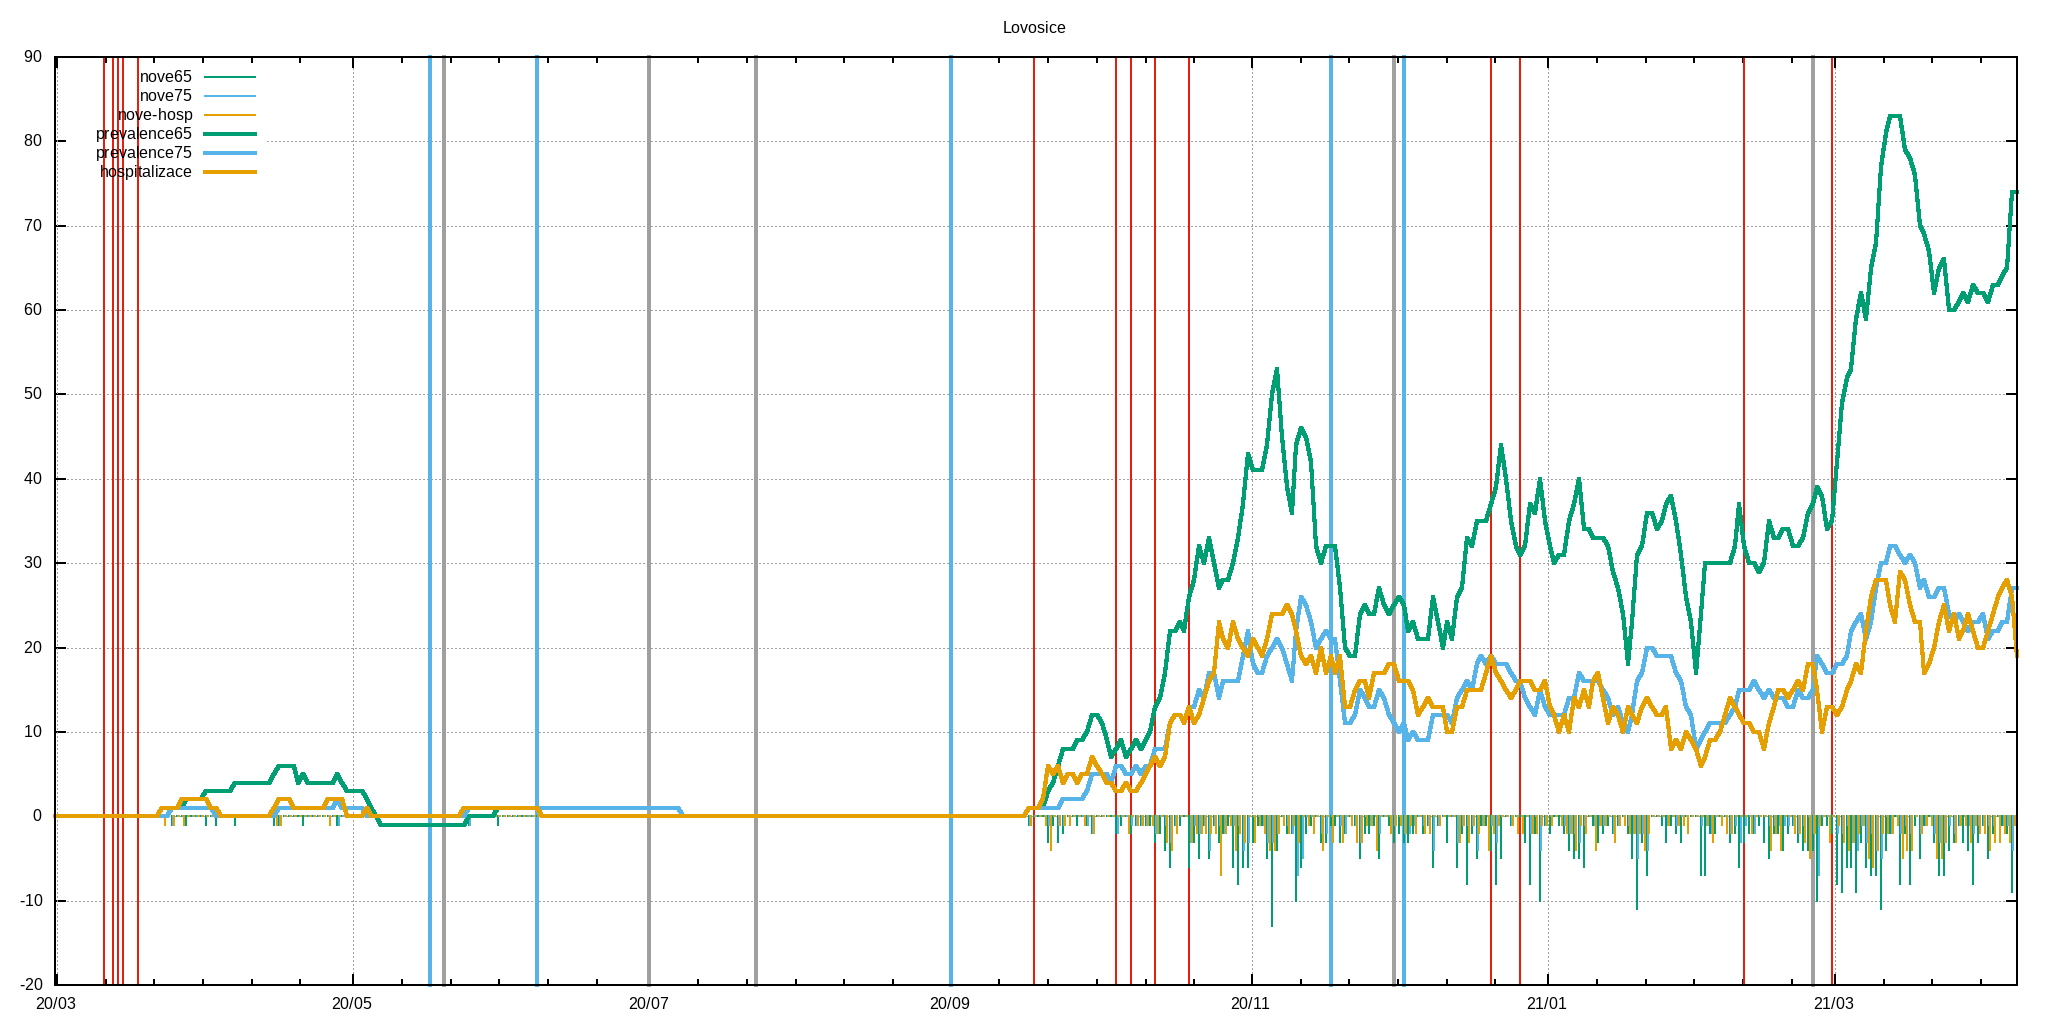 Lovosice
90
80
70
60
50
40
30
20
10
0
-10
-20
nove65
nove75
nove-hosp
prevalence65
prevalence75
hospitalizace
20/03 20/05 20/07 20/09 20/11 21/01 21/03